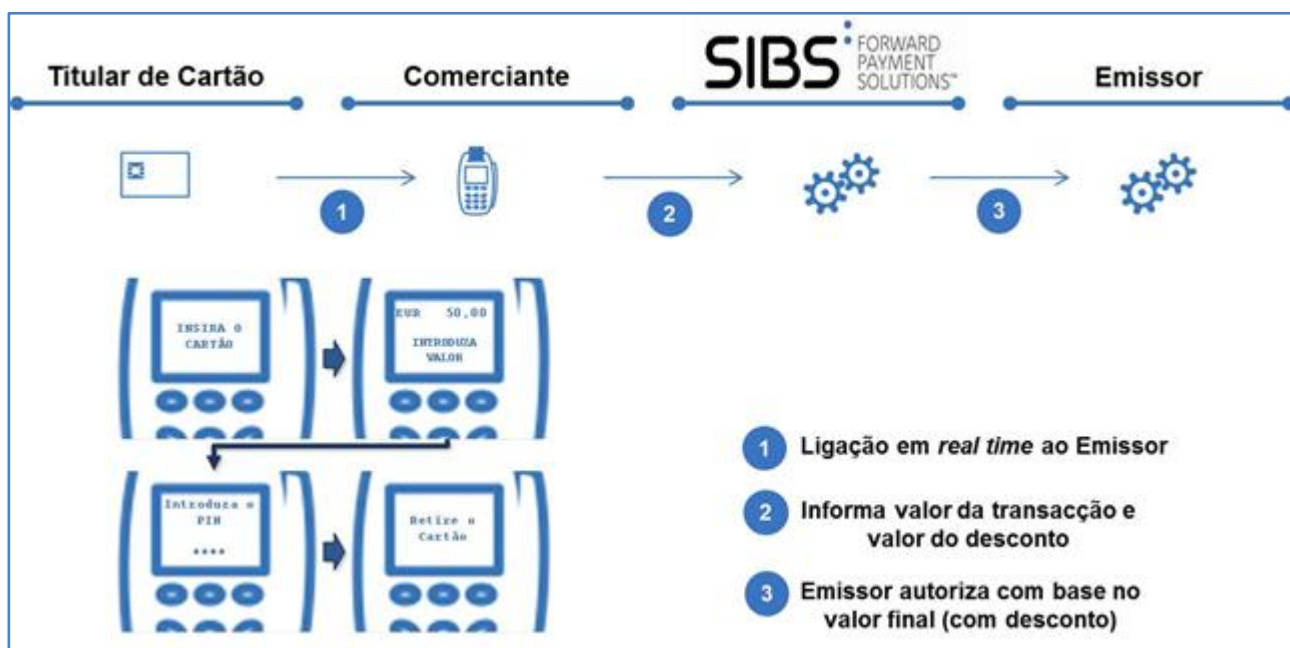 SIBS FORWARD
PAYMENT
SOLUTIONS™
Titular de Cartão
Comerciante
Emissor
1
2
3
INSIRA O
CARTÃO
EUR 50,00
INTRODUZA
VALOR
Introduza o
PIN
****
Retire o
Cartão
1 Ligação em real time ao Emissor
2 Informa valor da transacção e
valor do desconto
3 Emissor autoriza com base no
valor final (com desconto)